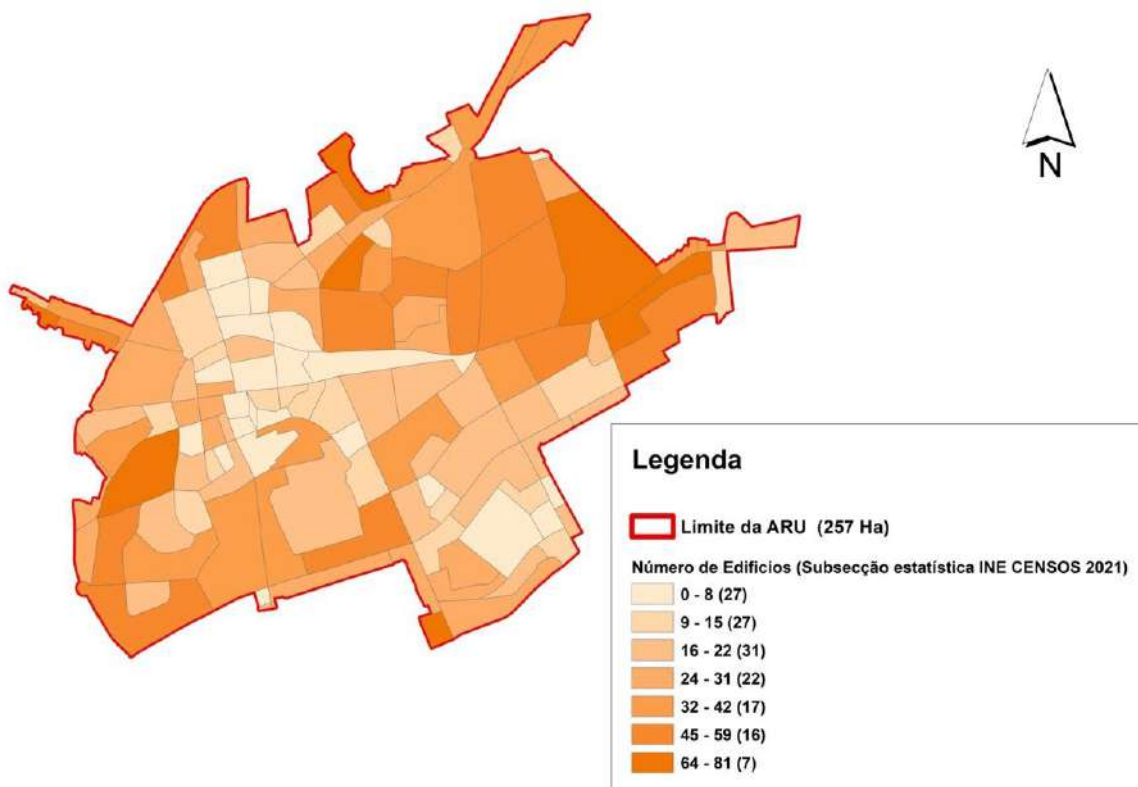 N
Legenda
Limite da ARU (257 Ha)
Número de Edificios (Subsecção estatística INE CENSOS 2021)
0 - 8 (27)
9 - 15 (27)
16 - 22 (31)
24 - 31 (22)
32 - 42 (17)
45 - 59 (16)
64 - 81 (7)